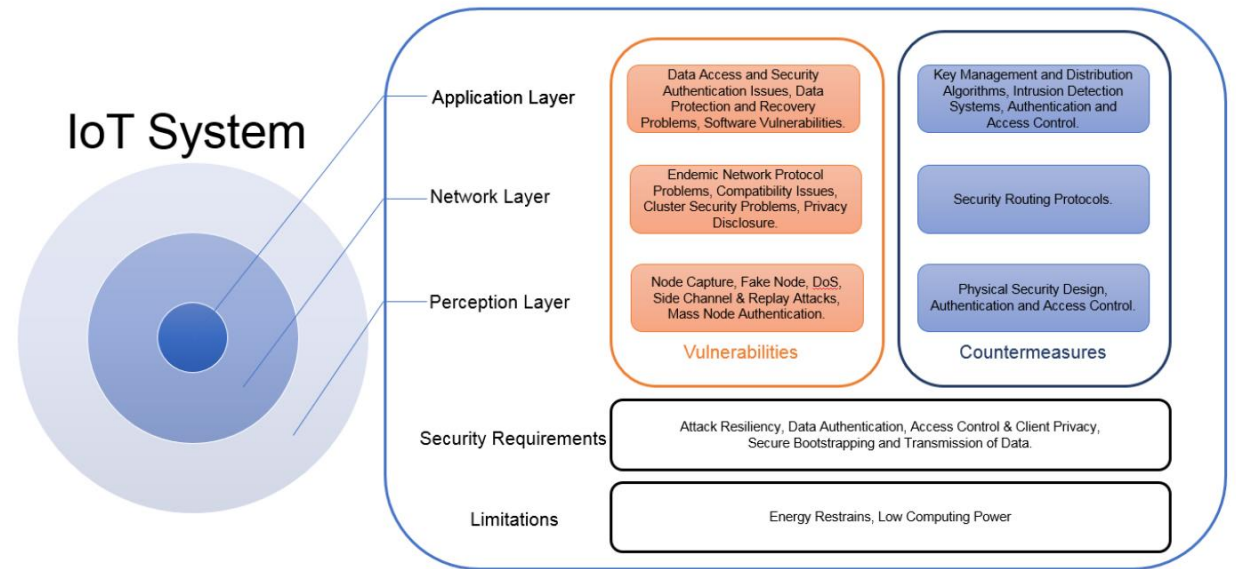 IoT System
Application Layer
Data Access and Security
Authentication Issues, Data
Protection and Recovery
Problems, Software Vulnerabilities.
Key Management and Distribution
Algorithms, Intrusion Detection
Systems, Authentication and
Access Control.
Network Layer
Endemic Network Protocol
Problems, Compatibility Issues,
Cluster Security Problems, Privacy
Disclosure.
Security Routing Protocols.
Perception Layer
Node Capture, Fake Node, DoS,
Side Channel & Replay Attacks,
Mass Node Authentication.
Physical Security Design,
Authentication and Access Control.
Vulnerabilities
Countermeasures
Security Requirements
Attack Resiliency, Data Authentication, Access Control & Client Privacy,
Secure Bootstrapping and Transmission of Data.
Limitations
Energy Restrains, Low Computing Power